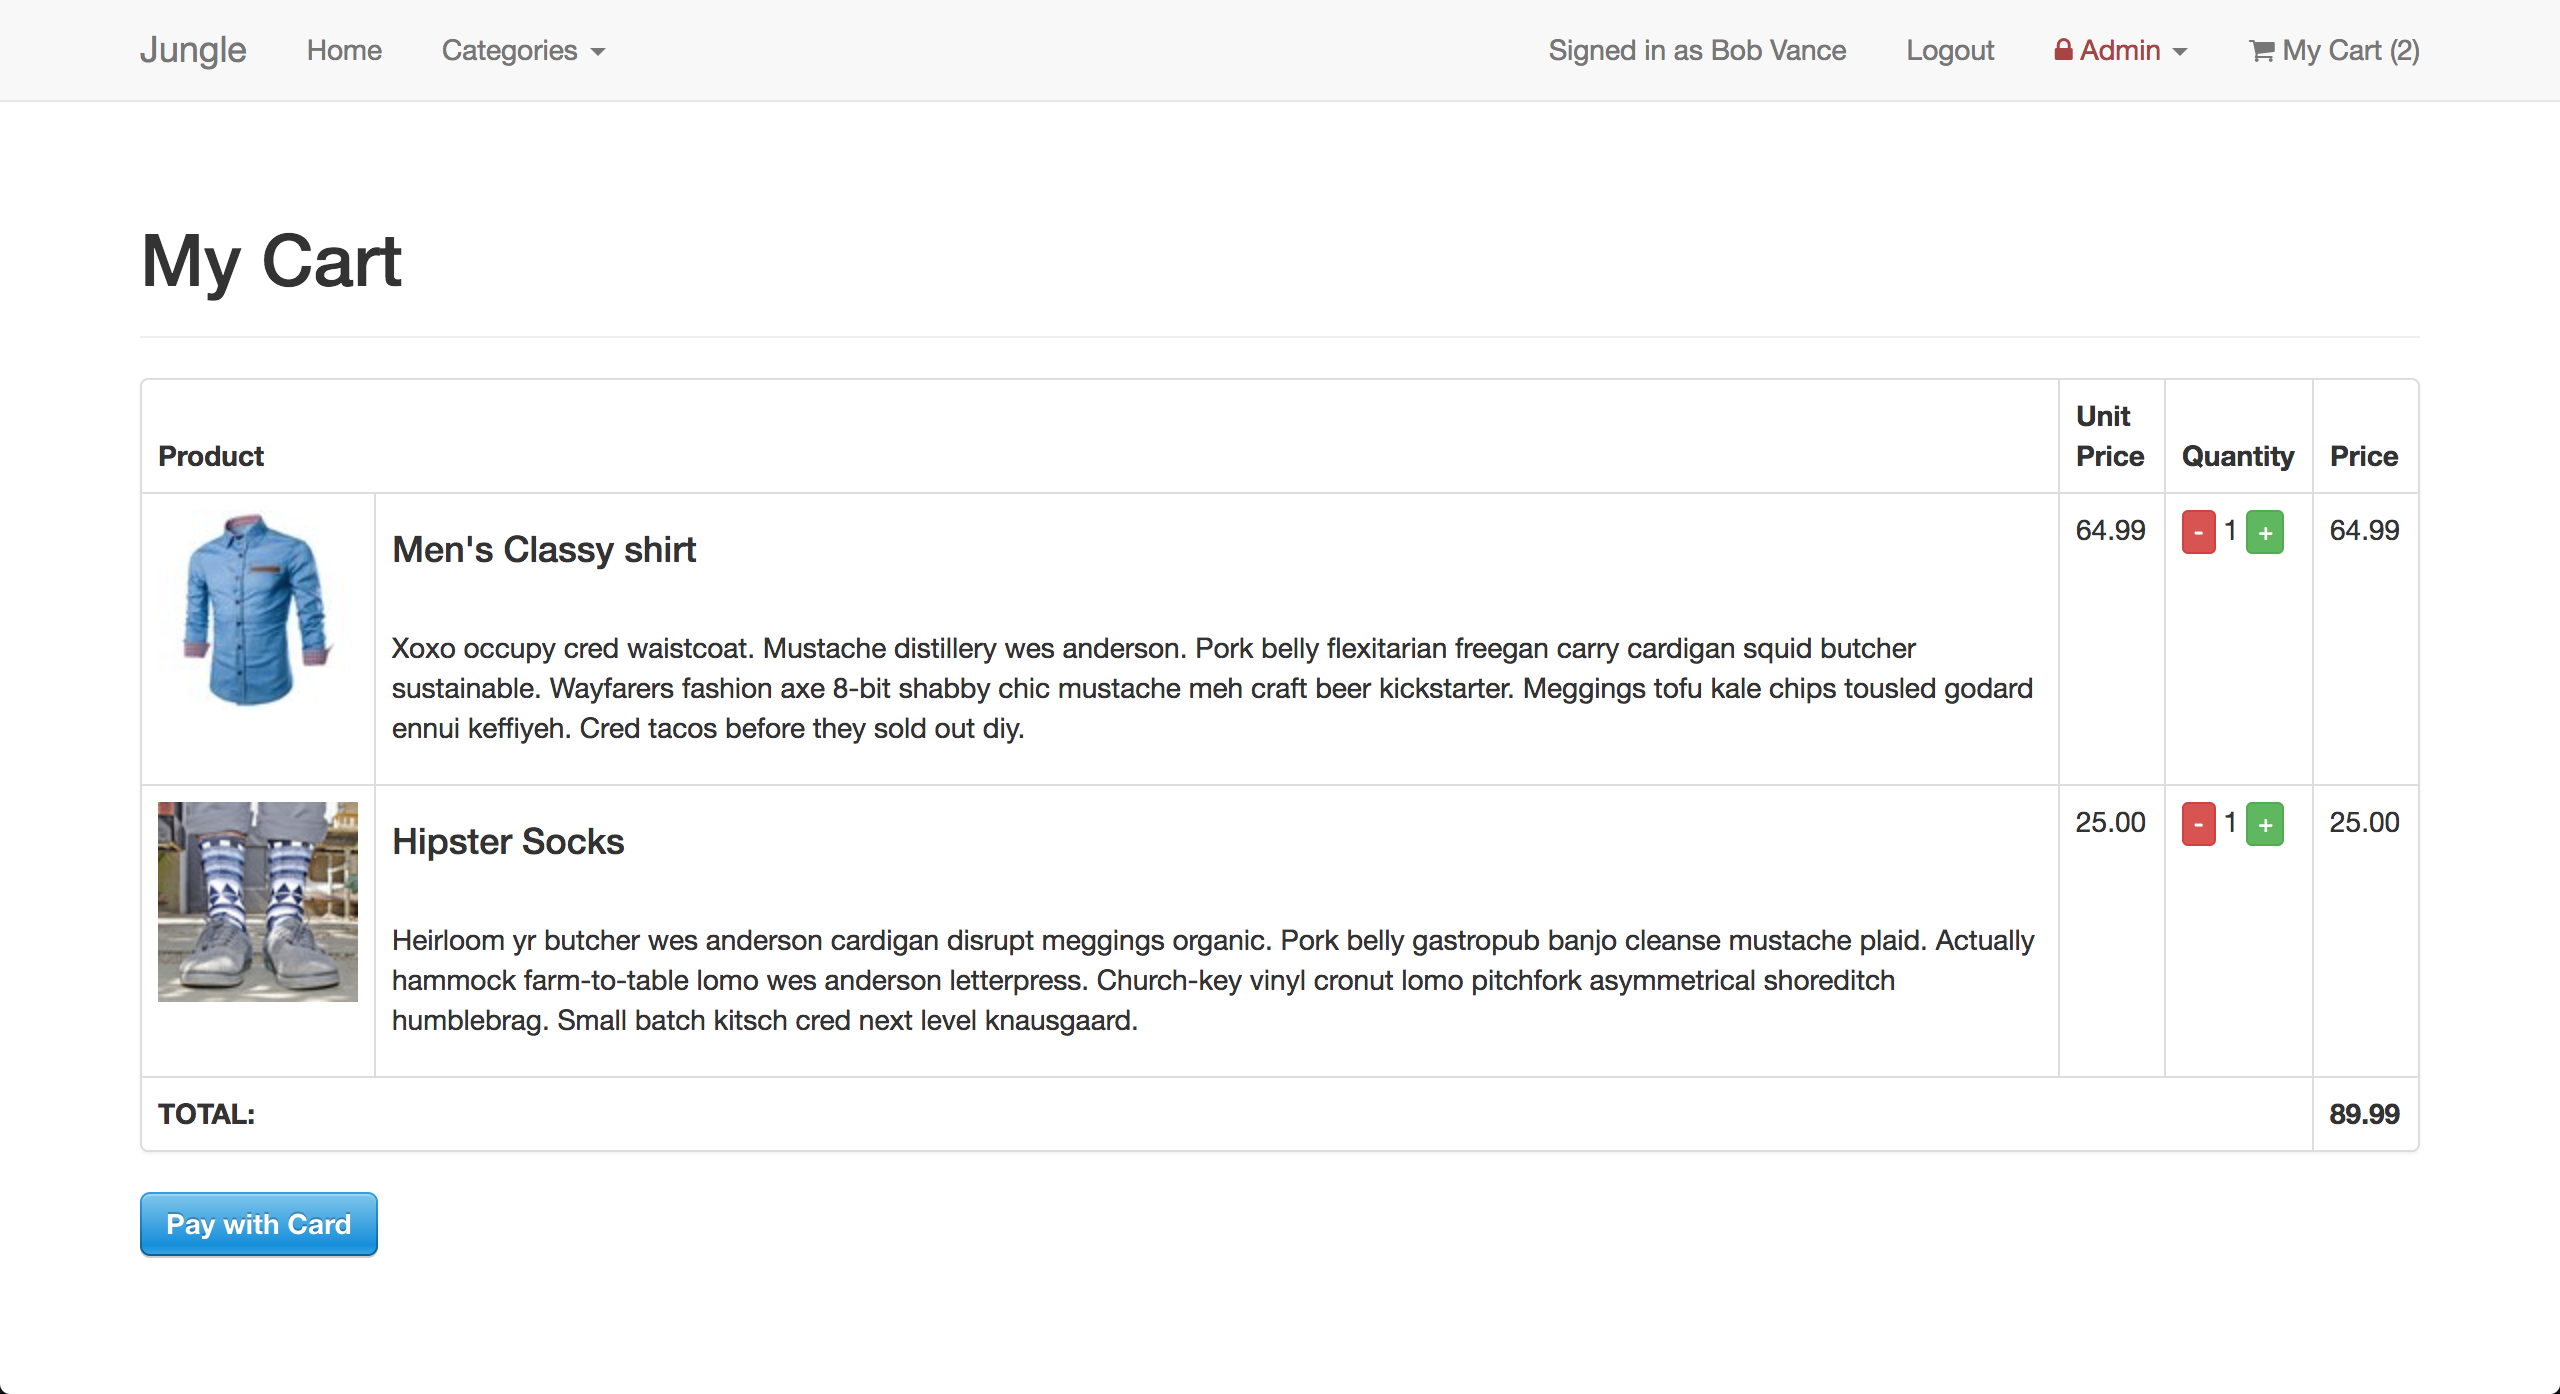 Jungle Home Categories Signed in as Bob Vance Logout Admin My Cart (2)
My Cart
Product Unit Price Quantity Price
Men's Classy shirt 64.99 - 1 + 64.99
Xoxo occupy cred waistcoat. Mustache distillery wes anderson. Pork belly flexitarian freegan carry cardigan squid butcher
sustainable. Wayfarers fashion axe 8-bit shabby chic mustache meh craft beer kickstarter. Meggings tofu kale chips tousled godard
ennui keffiyeh. Cred tacos before they sold out diy.
Hipster Socks 25.00 - 1 + 25.00
Heirloom yr butcher wes anderson cardigan disrupt meggings organic. Pork belly gastropub banjo cleanse mustache plaid. Actually
hammock farm-to-table lomo wes anderson letterpress. Church-key vinyl cronut lomo pitchfork asymmetrical shoreditch
humblebrag. Small batch kitsch cred next level knausgaard.
TOTAL: 89.99
Pay with Card